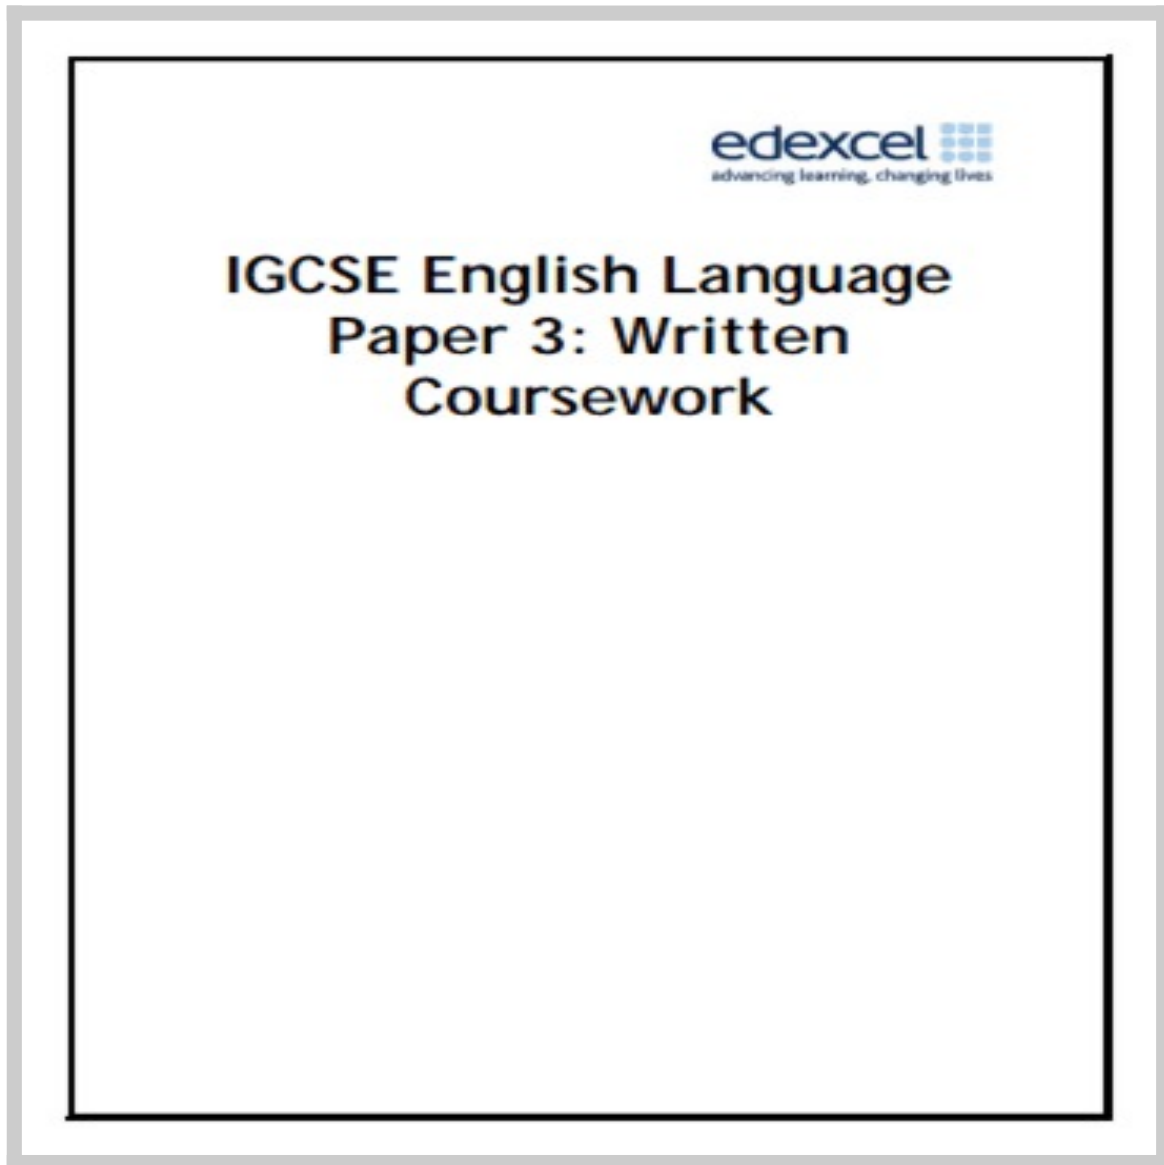 edexcel
advancing learning, changing lives
IGCSE English Language
Paper 3: Written
Coursework